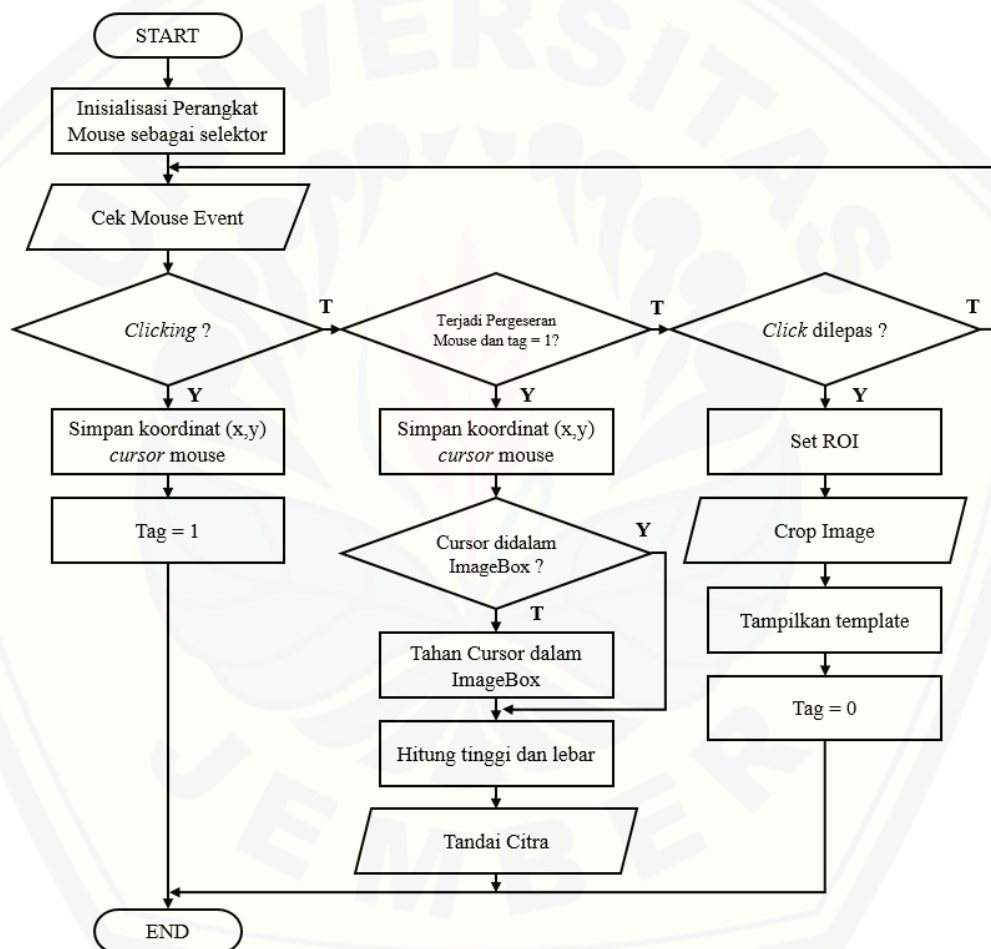 START
Inisialisasi Perangkat
Mouse sebagai selektor
Cek Mouse Event
Clicking ?
T
Terjadi Pergeseran
Mouse dan tag = 1?
T
Click dilepas ?
T
Y
Simpan koordinat (x,y)
cursor mouse
Tag = 1
Y
Simpan koordinat (x,y)
cursor mouse
Cursor didalam
ImageBox ?
Y
T
Tahan Cursor dalam
ImageBox
Hitung tinggi dan lebar
Tandai Citra
Y
Set ROI
Crop Image
Tampilkan template
Tag = 0
END
UNIVERSITAS
JEMBER